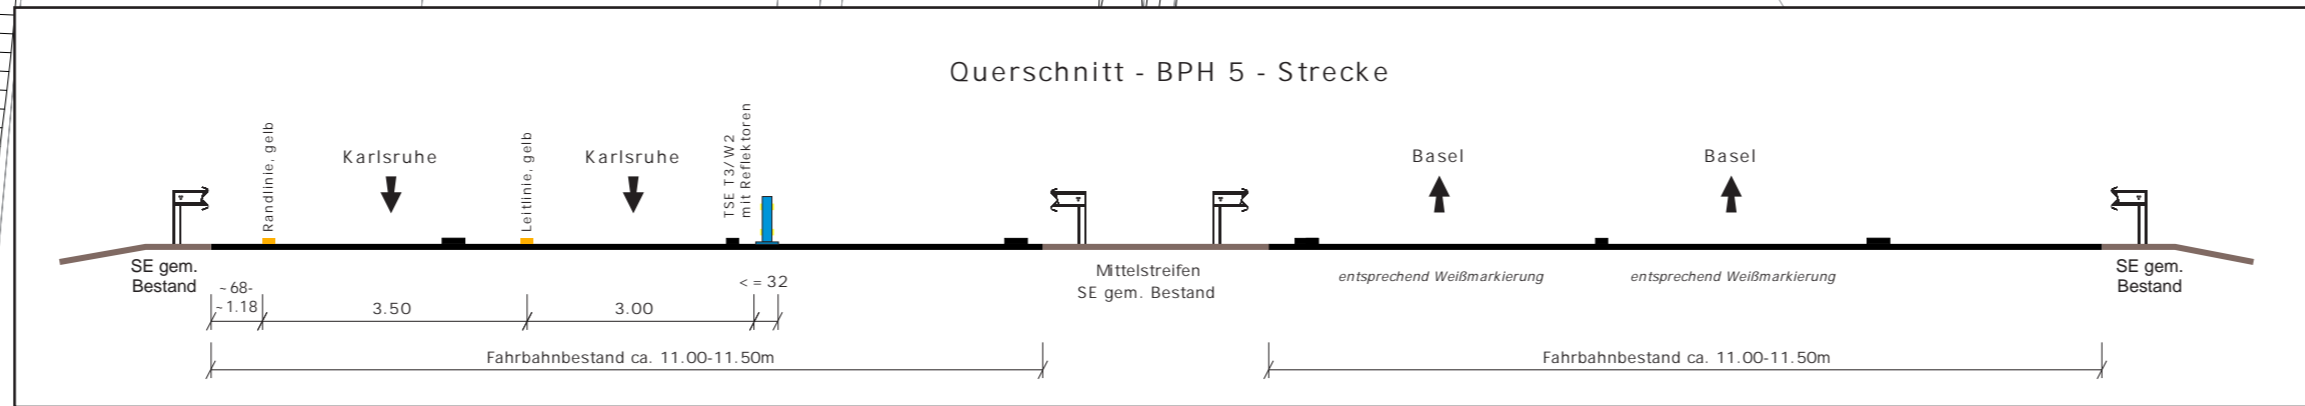 Querschnitt - BPH 5 - Strecke
Randlinie, gelb
Karlsruhe
Leitlinie, gelb
Karlsruhe
TSE T3/W2
mit Reflektoren
Basel
Basel
SE gem.
Bestand
Mittelstreifen
SE gem. Bestand
entsprechend Weißmarkierung
entsprechend Weißmarkierung
SE gem.
Bestand
~68-
~1.18
3.50
3.00
<= 32
Fahrbahnbestand ca. 11.00-11.50m
Fahrbahnbestand ca. 11.00-11.50m